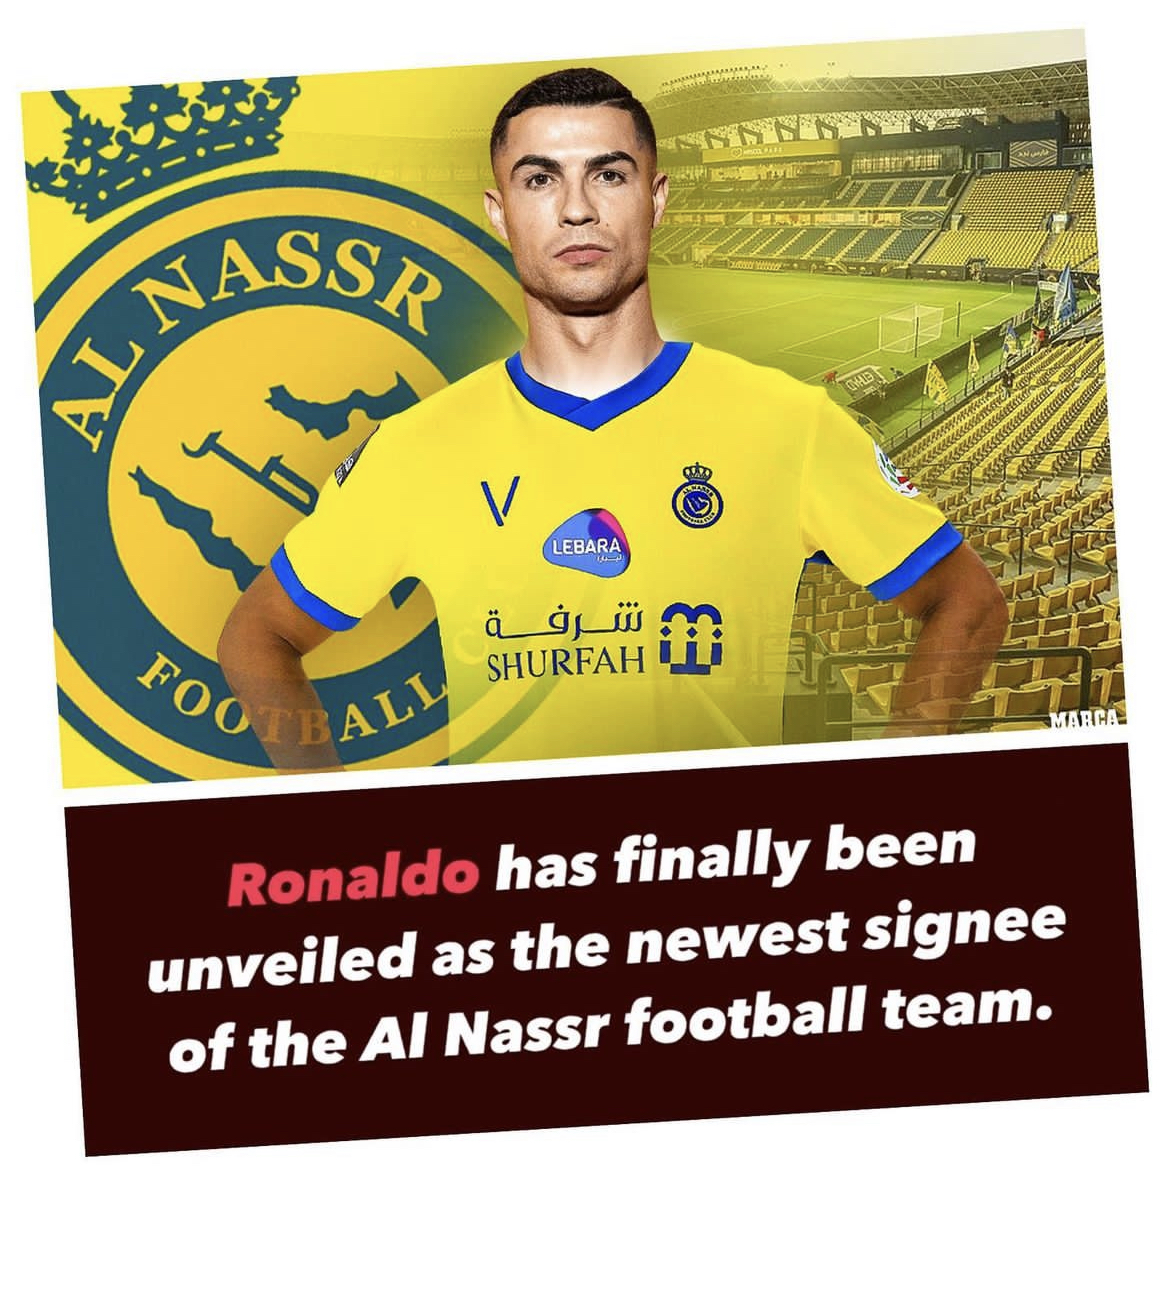 AL NASSR
FOOTBALL
LEBARA
ليبارا
شرفة
SHURFAH
MARCA
Ronaldo has finally been
unveiled as the newest signee
of the Al Nassr football team.